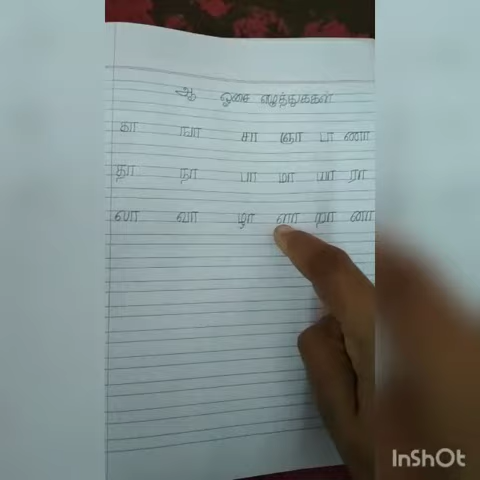 ஆ ஓசை எழுத்துக்கள்
கா ஙா சா ஞா டா ணா
தா நா பா மா யா ரா
லா வா ழா ளா றா னா
InShOt